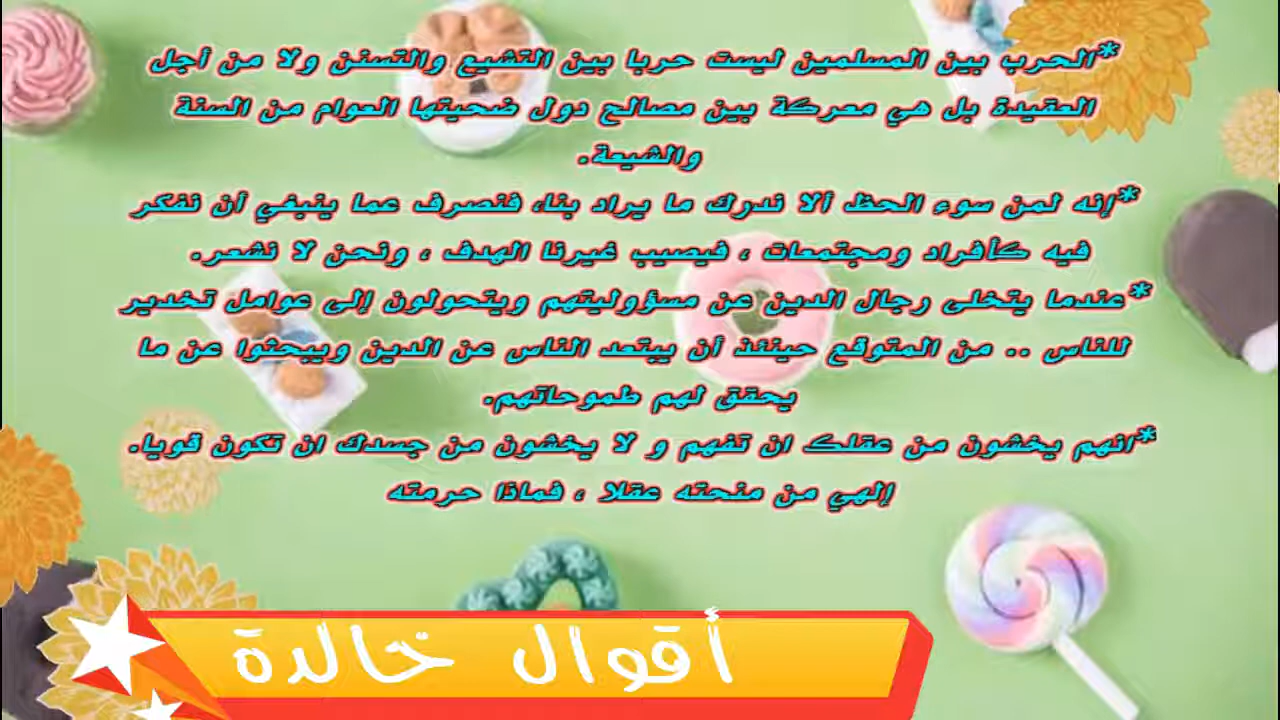 *الحرب بين المسلمين ليست حربا بين التشيع والتسنن ولا من أجل
العقيدة بل هي معركة بين مصالح دول ضحيتها العوام من السنة
والشيعة.
*إنه لمن سوء الحظ ألا ندرك ما يراد بنا، فنصرف عما ينبغي أن نفكر
فيه كأفراد ومجتمعات ، فيصيب غيرنا الهدف ، ونحن لا نشعر.
*عندما يتخلى رجال الدين عن مسؤوليتهم ويتحولون إلى عوامل تخدير
للناس .. من المتوقع حينئذ أن يبتعد الناس عن الدين ويبحثوا عن ما
يحقق لهم طموحاتهم.
*انهم يخشون من عقلك ان تفهم و لا يخشون من جسدك ان تكون قويا.
إلهي من منحته عقلا ، فماذا حرمته
أقوال خالدة